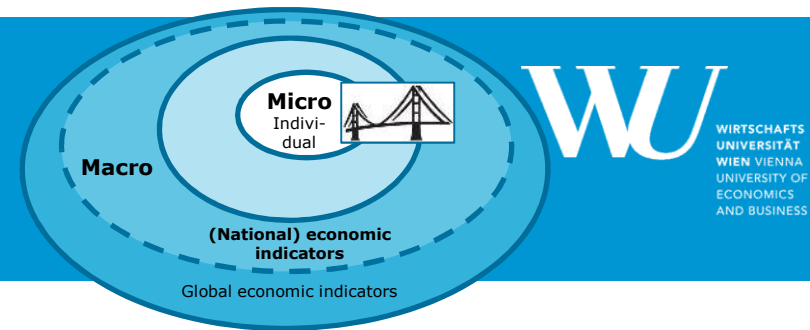 Micro
Indivi-
dual
Macro
(National) economic
indicators
Global economic indicators
WU
WIRTSCHAFTS
UNIVERSITÄT
WIEN VIENNA
UNIVERSITY OF
ECONOMICS
AND BUSINESS